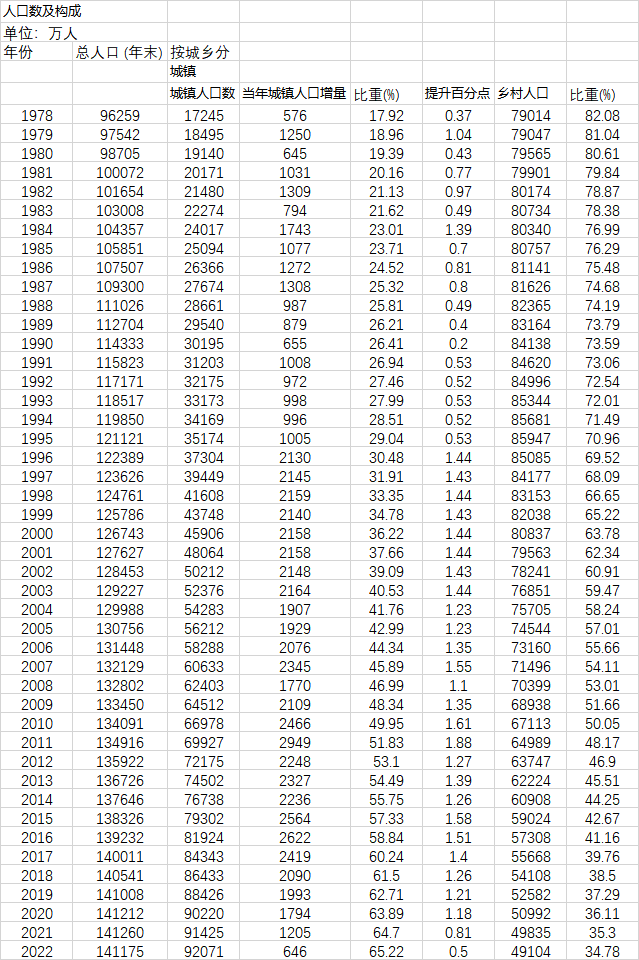 人口数及构成
单位：万人
年份 总人口 (年末) 按城乡分
城镇
城镇人口数 当年城镇人口增量 比重(%) 提升百分点 乡村人口 比重(%)
1978 96259 17245 576 17.92 0.37 79014 82.08
1979 97542 18495 1250 18.96 1.04 79047 81.04
1980 98705 19140 645 19.39 0.43 79565 80.61
1981 100072 20171 1031 20.16 0.77 79901 79.84
1982 101654 21480 1309 21.13 0.97 80174 78.87
1983 103008 22274 794 21.62 0.49 80734 78.38
1984 104357 24017 1743 23.01 1.39 80340 76.99
1985 105851 25094 1077 23.71 0.7 80757 76.29
1986 107507 26366 1272 24.52 0.81 81141 75.48
1987 109300 27674 1308 25.32 0.8 81626 74.68
1988 111026 28661 987 25.81 0.49 82365 74.19
1989 112704 29540 879 26.21 0.4 83164 73.79
1990 114333 30195 655 26.41 0.2 84138 73.59
1991 115823 31203 1008 26.94 0.53 84620 73.06
1992 117171 32175 972 27.46 0.52 84996 72.54
1993 118517 33173 998 27.99 0.53 85344 72.01
1994 119850 34169 996 28.51 0.52 85681 71.49
1995 121121 35174 1005 29.04 0.53 85947 70.96
1996 122389 37304 2130 30.48 1.44 85085 69.52
1997 123626 39449 2145 31.91 1.43 84177 68.09
1998 124761 41608 2159 33.35 1.44 83153 66.65
1999 125786 43748 2140 34.78 1.43 82038 65.22
2000 126743 45906 2158 36.22 1.44 80837 63.78
2001 127627 48064 2158 37.66 1.44 79563 62.34
2002 128453 50212 2148 39.09 1.43 78241 60.91
2003 129227 52376 2164 40.53 1.44 76851 59.47
2004 129988 54283 1907 41.76 1.23 75705 58.24
2005 130756 56212 1929 42.99 1.23 74544 57.01
2006 131448 58288 2076 44.34 1.35 73160 55.66
2007 132129 60633 2345 45.89 1.55 71496 54.11
2008 132802 62403 1770 46.99 1.1 70399 53.01
2009 133450 64512 2109 48.34 1.35 68938 51.66
2010 134091 66978 2466 49.95 1.61 67113 50.05
2011 134916 69927 2949 51.83 1.88 64989 48.17
2012 135922 72175 2248 53.1 1.27 63747 46.9
2013 136726 74502 2327 54.49 1.39 62224 45.51
2014 137646 76738 2236 55.75 1.26 60908 44.25
2015 138326 79302 2564 57.33 1.58 59024 42.67
2016 139232 81924 2622 58.84 1.51 57308 41.16
2017 140011 84343 2419 60.24 1.4 55668 39.76
2018 140541 86433 2090 61.5 1.26 54108 38.5
2019 141008 88426 1993 62.71 1.21 52582 37.29
2020 141212 90220 1794 63.89 1.18 50992 36.11
2021 141260 91425 1205 64.7 0.81 49835 35.3
2022 141175 92071 646 65.22 0.5 49104 34.78